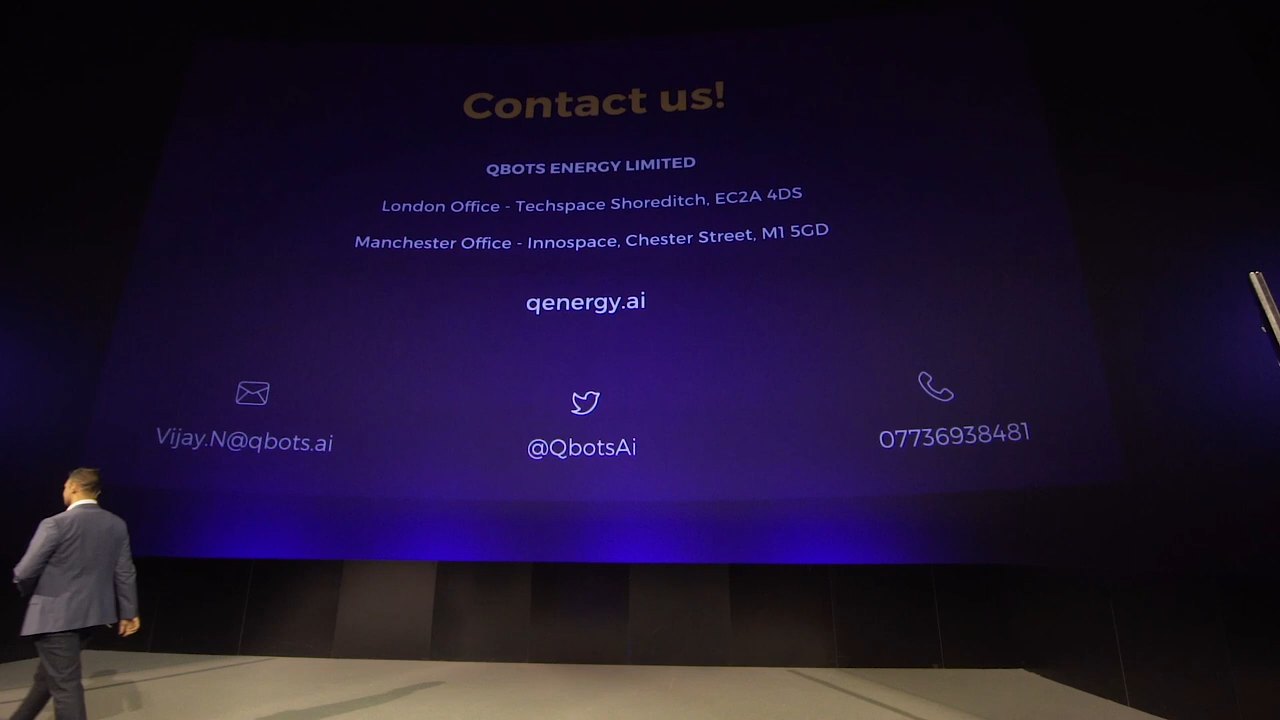 Contact us!
QBOTS ENERGY LIMITED
London Office - Techspace Shoreditch, EC2A 4DS
Manchester Office - Innospace, Chester Street, M1 5GD
qenergy.ai
Vijay.N@qbots.ai
@QbotsAi
07736938481